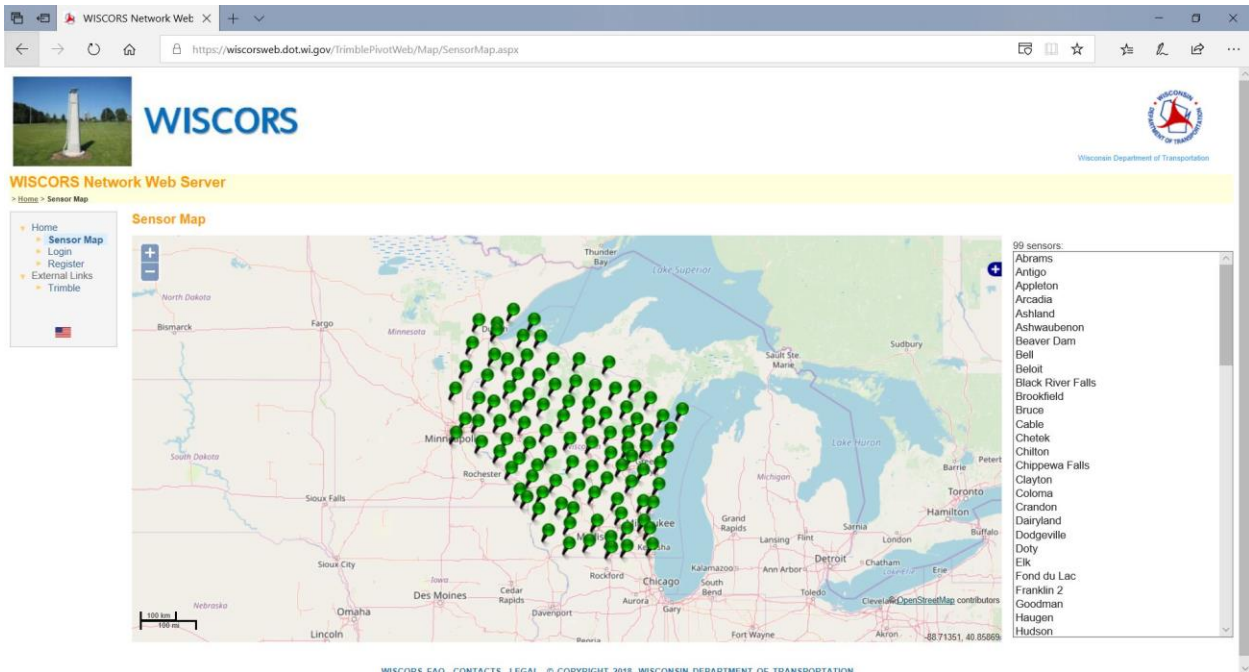 WISCORS Network Web
https://wiscorsweb.dot.wi.gov/TrimblePivotWeb/Map/SensorMap.aspx
WISCORS
WISCONSIN
DEPARTMENT OF TRANSPORTATION
Wisconsin Department of Transportation
WISCORS Network Web Server
> Home > Sensor Map
Home
Sensor Map
Login
Register
External Links
Trimble
Sensor Map
Thunder
Bay
Lake Superior
North Dakota
Bismarck
Fargo
Minnesota
Sudbury
Sault Ste.
Marie
South Dakota
Lake Huron
Rochester
Michigan
Barrie
Sioux Falls
Toronto
Hamilton
Grand
Rapids
Lansing
Flint
Sarnia
London
Buffalo
Sioux City
Detroit
Chatham
Kalamazoo
Ann Arbor
Erie
Rockford
Chicago
South
Bend
Toledo
Iowa
Des Moines
Cedar
Rapids
Aurora
Gary
OpenStreetMap contributors
Nebraska
Omaha
Davenport
100 km
100 mi
Lincoln
Peoria
Fort Wayne
Akron
-88.71351, 40.85069
99 sensors:
Abrams
Antigo
Appleton
Arcadia
Ashland
Ashwaubenon
Beaver Dam
Bell
Beloit
Black River Falls
Brookfield
Bruce
Cable
Chetek
Chilton
Chippewa Falls
Clayton
Coloma
Crandon
Dairyland
Dodgeville
Doty
Elk
Fond du Lac
Franklin 2
Goodman
Haugen
Hudson
WISCORS FAQ CONTACTS LEGAL © COPYRIGHT 2018 WISCONSIN DEPARTMENT OF TRANSPORTATION